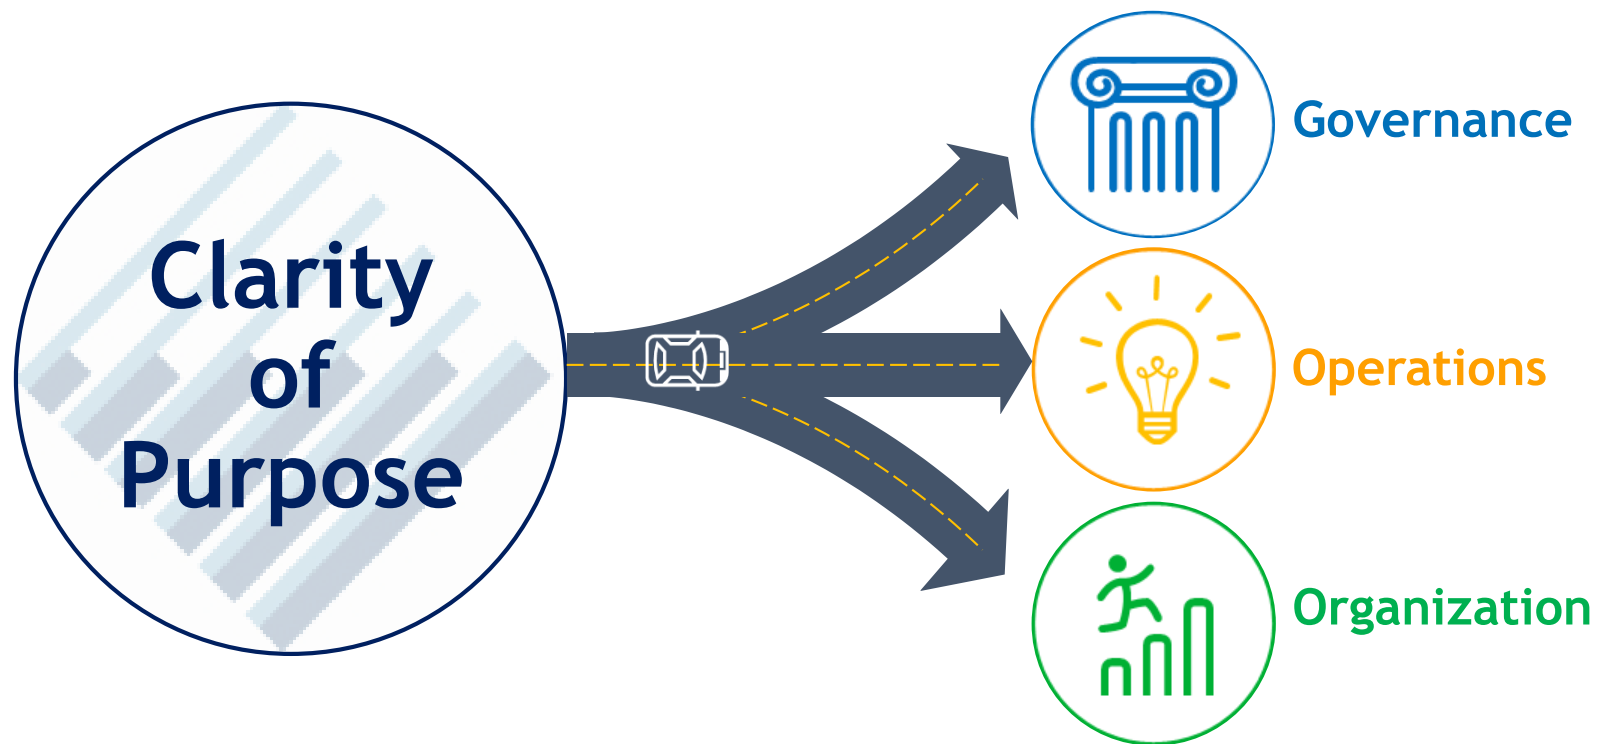 Clarity
of
Purpose
Governance
Operations
Organization